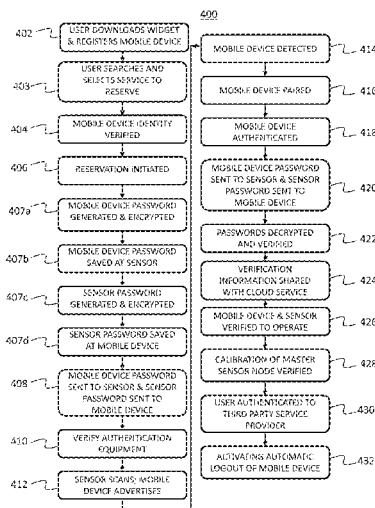 400
402
USER DOWNLOADS WIDGET
& REGISTERS MOBILE DEVICE
403
USER SEARCHES AND
SELECTS SERVICE TO
RESERVE
404
MOBILE DEVICE IDENTITY
VERIFIED
406
RESERVATION INITIATED
407a
MOBILE DEVICE PASSWORD
GENERATED & ENCRYPTED
407b
MOBILE DEVICE PASSWORD
SAVED AT SENSOR
407c
SENSOR PASSWORD
GENERATED & ENCRYPTED
407d
SENSOR PASSWORD SAVED
AT MOBILE DEVICE
408
MOBILE DEVICE PASSWORD
SENT TO SENSOR & SENSOR
PASSWORD SENT TO
MOBILE DEVICE
410
VERIFY AUTHENTICATION
EQUIPMENT
412
SENSOR SCANS; MOBILE
DEVICE ADVERTISES
MOBILE DEVICE DETECTED
414
MOBILE DEVICE PAIRED
416
MOBILE DEVICE
AUTHENTICATED
418
MOBILE DEVICE PASSWORD
SENT TO SENSOR & SENSOR
PASSWORD SENT TO
MOBILE DEVICE
420
PASSWORDS DECRYPTED
AND VERIFIED
422
VERIFICATION
INFORMATION SHARED
WITH CLOUD SERVICE
424
MOBILE DEVICE & SENSOR
VERIFIED TO OPERATE
426
CALIBRATION OF MASTER
SENSOR NODE VERIFIED
428
USER AUTHENTICATED TO
THIRD PARTY SERVICE
PROVIDER
430
ACTIVATING AUTOMATIC
LOGOUT OF MOBILE DEVICE
432